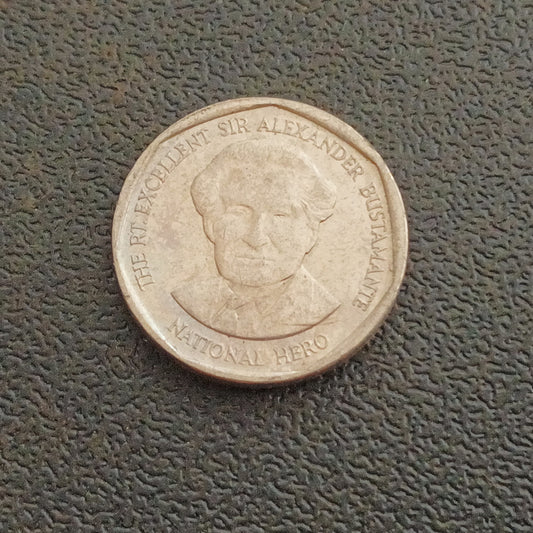 THE RT. EXCELLENT SIR ALEXANDER BUSTAMANTE
NATIONAL HERO